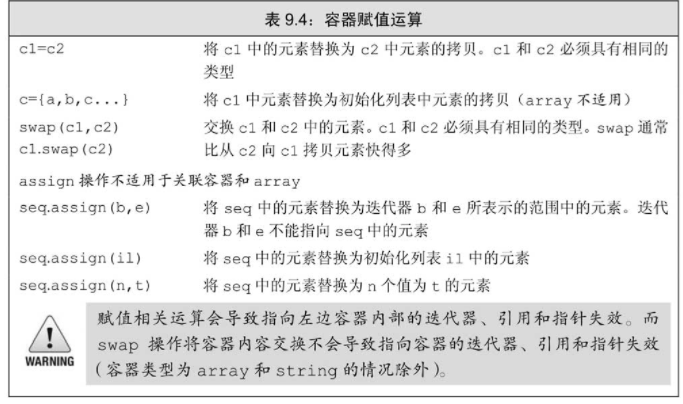 表 9.4：容器赋值运算
c1=c2 将 c1 中的元素替换为 c2 中元素的拷贝。c1 和 c2 必须具有相同的
类型
c={a,b,c...} 将 c1 中元素替换为初始化列表中元素的拷贝（array 不适用）
swap(c1,c2) 交换 c1 和 c2 中的元素。c1 和 c2 必须具有相同的类型。swap 通常
c1.swap(c2) 比从 c2 向 c1 拷贝元素快得多
assign 操作不适用于关联容器和 array
seq.assign(b,e) 将 seq 中的元素替换为迭代器 b 和 e 所表示的范围中的元素。迭代
器 b 和 e 不能指向 seq 中的元素
seq.assign(il) 将 seq 中的元素替换为初始化列表 il 中的元素
seq.assign(n,t) 将 seq 中的元素替换为 n 个值为 t 的元素
赋值相关运算会导致指向左边容器内部的迭代器、引用和指针失效。而
swap 操作将容器内容交换不会导致指向容器的迭代器、引用和指针失效
（容器类型为 array 和 string 的情况除外）。
WARNING